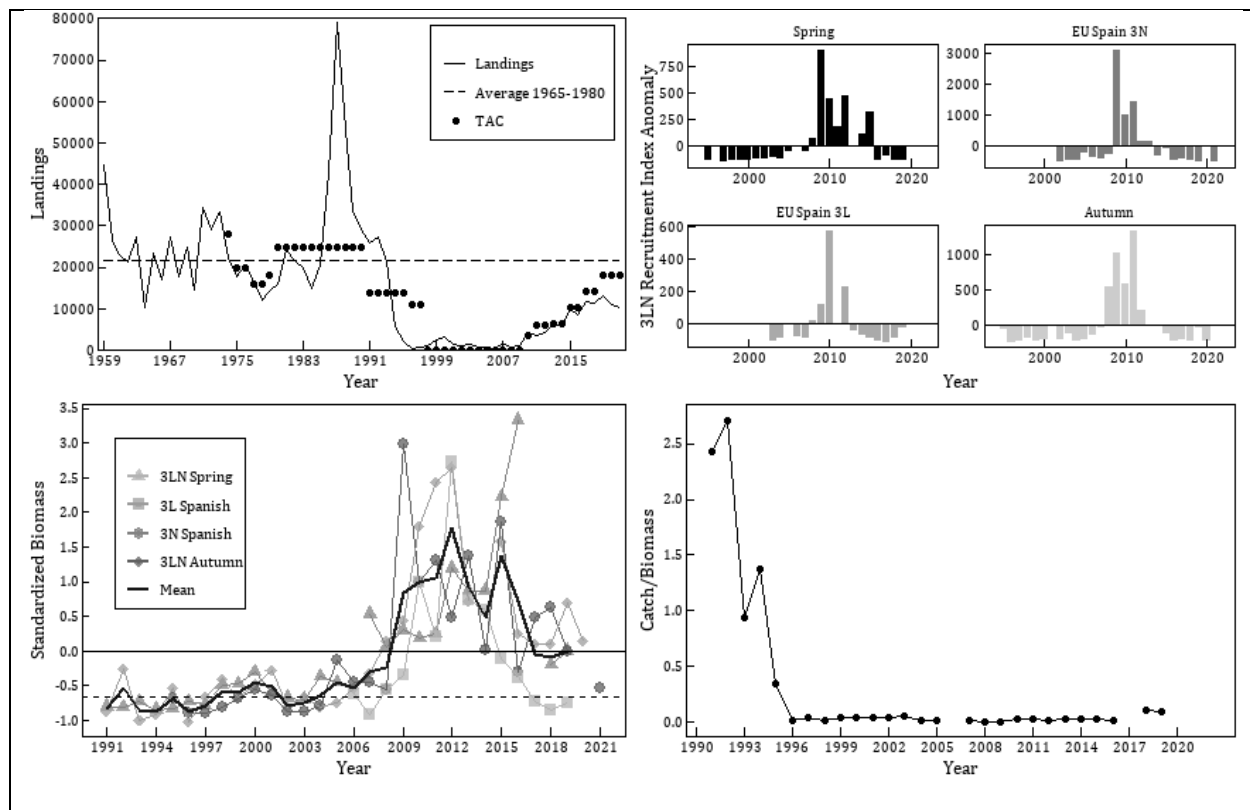 80000
70000
60000
50000
40000
30000
20000
10000
0
Landings
Landings
Average 1965-1980
TAC
1959 1967 1975 1983 1991 1999 2007 2015
Year
3LN Recruitment Index Anomaly
Spring
750
500
250
0
2000 2010 2020
EU Spain 3N
3000
2000
1000
0
2000 2010 2020
EU Spain 3L
600
400
200
0
2000 2010 2020
Autumn
1000
500
0
2000 2010 2020
Year
3.5
3.0
2.5
2.0
1.5
1.0
0.5
0.0
-0.5
-1.0
Standardized Biomass
3LN Spring
3L Spanish
3N Spanish
3LN Autumn
Mean
1991 1994 1997 2000 2003 2006 2009 2012 2015 2018 2021
Year
2.5
2.0
1.5
1.0
0.5
0.0
Catch/Biomass
1990 1993 1996 1999 2002 2005 2008 2011 2014 2017 2020
Year